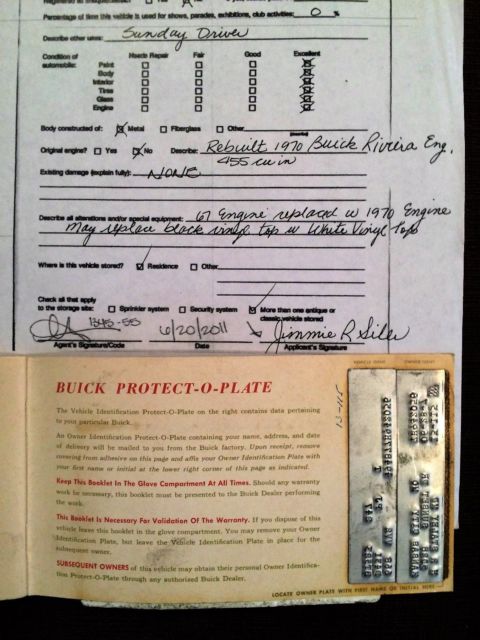 Percentage of time this vehicle is used for shows, parades, exhibitions, club activities: 0 %
Describe other uses: Sunday Driver
Condition of automobile: Needs Repair Fair Good Excellent
Paint
Body
Interior
Tires
Glass
Engine
Body constructed of: Metal Fiberglass Other
Original engine? Yes No Describe: Rebuilt 1970 Buick Riviera Eng.
455 cu in
Existing damage (explain fully): NONE
Describe all alterations and/or special equipment: 67 Engine replaced w 1970 Engine
May replace black vinyl top w White Vinyl Top
Where is this vehicle stored? Residence Other
Check all that apply to the storage site: Sprinkler system Security system More than one antique or classic vehicle stored
1345-55 6/20/2011 Jimmie R Siler
Agent's Signature/Code Date Applicant's Signature
BUICK PROTECT-O-PLATE
The Vehicle Identification Protect-O-Plate on the right contains data pertaining
to your particular Buick.
An Owner Identification Protect-O-Plate containing your name, address, and date
of delivery will be mailed to you from the Buick factory. Upon receipt, remove
covering from adhesive on this page and affix your Owner Identification Plate with
your first name or initial at the lower right corner of this page as indicated.
Keep This Booklet In The Glove Compartment At All Times. Should any warranty
work be necessary, this booklet must be presented to the Buick Dealer performing
the work.
This Booklet Is Necessary For Validation Of The Warranty. If you dispose of this
vehicle leave this booklet in the glove compartment. You may remove your Owner
Identification Plate, but leave the Vehicle Identification Plate in place for the
subsequent owner.
SUBSEQUENT OWNERS of this vehicle may obtain their personal Owner Identifica-
tion Protect-O-Plate through any authorized Buick Dealer.
LOCATE OWNER PLATE WITH FIRST NAME OR INITIAL HERE